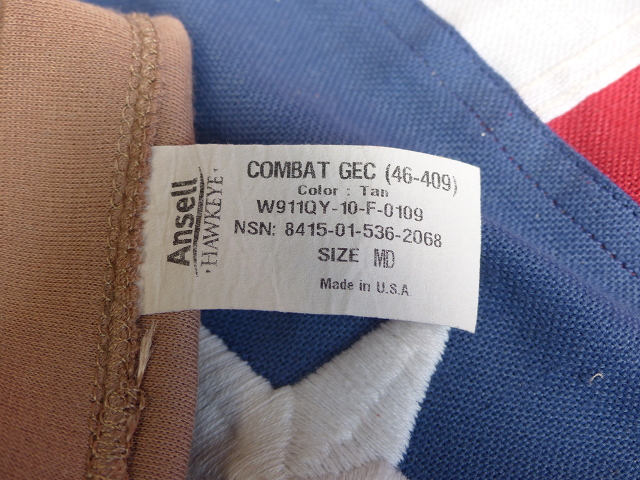 Ansell
'HAWKEYE'
COMBAT GEC (46-409)
Color : Tan
W911QY-10-F-0109
NSN: 8415-01-536-2068
SIZE MD
Made in U.S.A